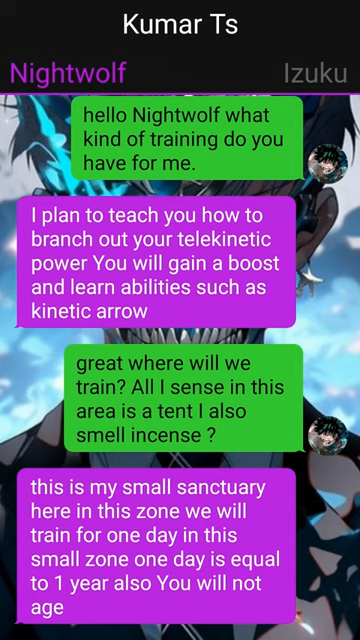 Kumar Ts
Nightwolf Izuku
hello Nightwolf what
kind of training do you
have for me.
I plan to teach you how to
branch out your telekinetic
power You will gain a boost
and learn abilities such as
kinetic arrow
great where will we
train? All I sense in this
area is a tent I also
smell incense ?
this is my small sanctuary
here in this zone we will
train for one day in this
small zone one day is equal
to 1 year also You will not
age